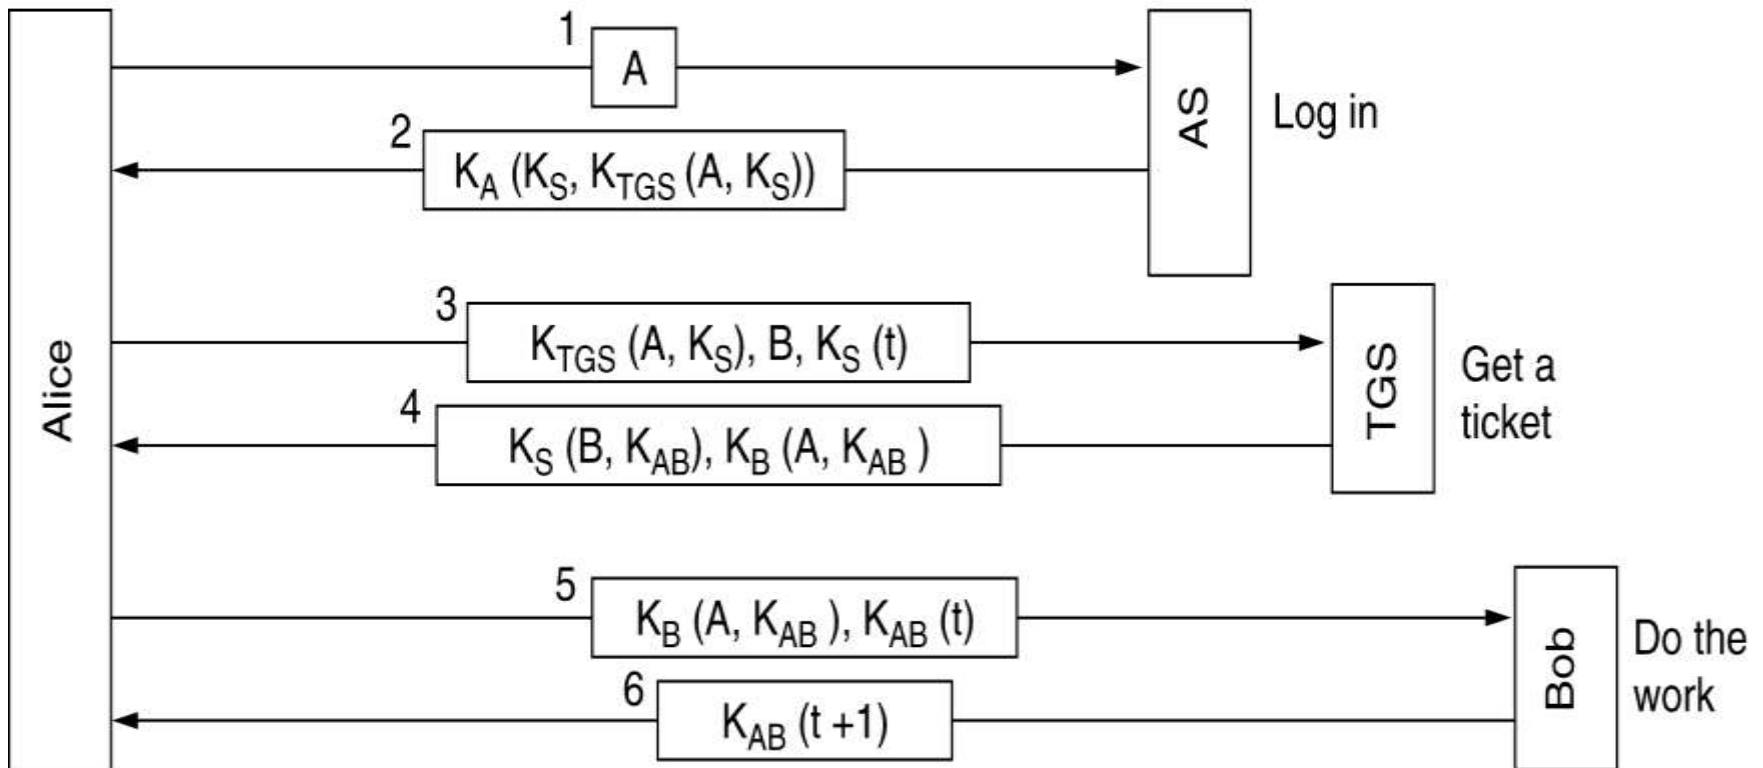 1
A
AS
Log in
2
K_A (K_S, K_TGS (A, K_S))
3
K_TGS (A, K_S), B, K_S (t)
Alice
TGS
Get a
ticket
4
K_S (B, K_AB), K_B (A, K_AB )
5
K_B (A, K_AB ), K_AB (t)
Bob
Do the
work
6
K_AB (t +1)